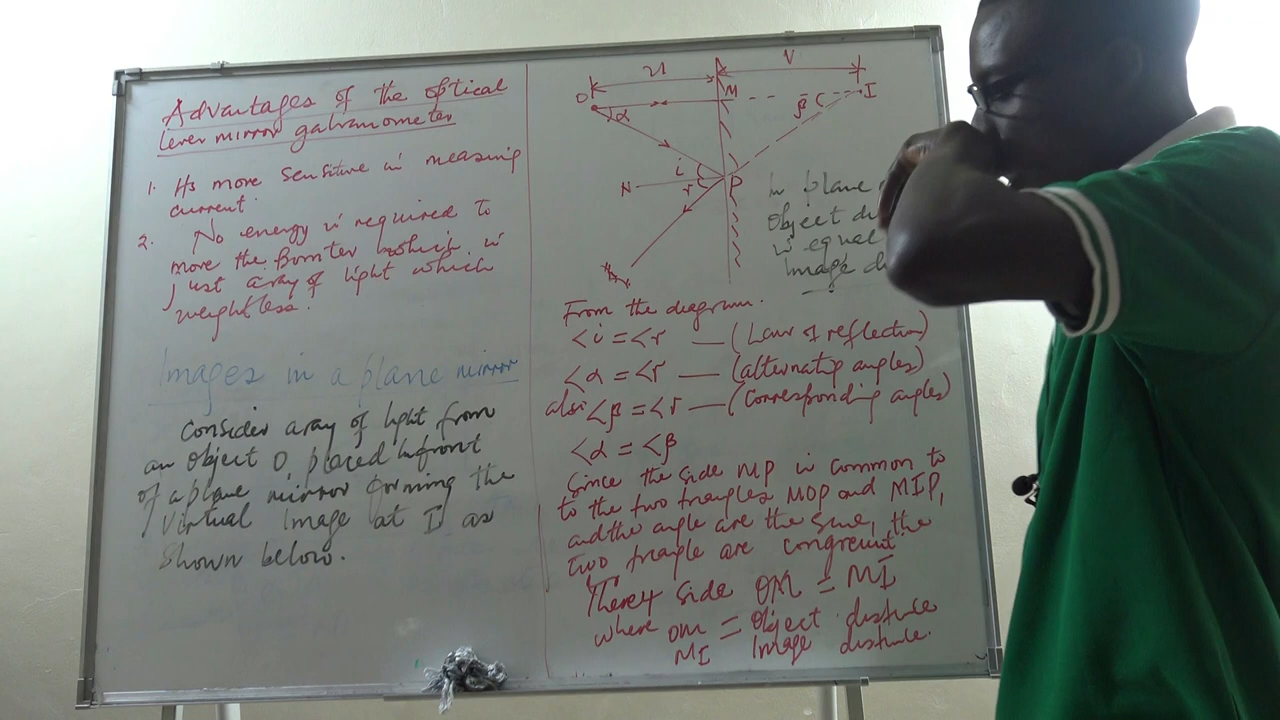 Advantages of the optical
lever mirror galvanometer
1. Its more sensitive in measuring
current.
2. No energy is required to
move the Pointer which is
just array of light which
weightless.
Images in a plane mirror
Consider aray of light from
an object O, placed infront
of a plane mirror forming the
Virtual Image at I as
shown below.
u V
O α M β I
i
N r P
In plane
Object di
is equal
Image di
From the diagram.
<i = <r — (Law of reflection)
<α = <r — (alternating angles)
also <β = <r — (Corresponding angles)
<α = <β
Since the side MP is common to
to the two triangles MOP and MIP,
and the angle are the same, the
two triangle are congruent.
There4 side OM = MI
where OM = Object distance
MI Image distance.